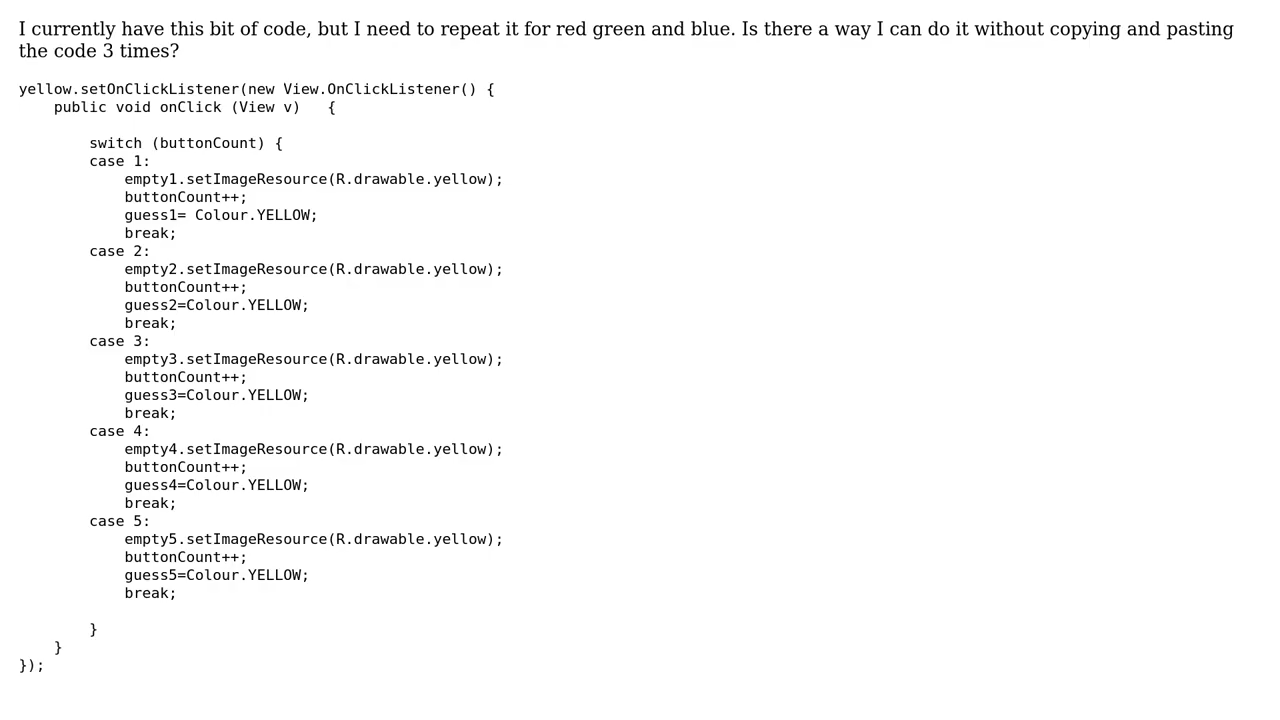 I currently have this bit of code, but I need to repeat it for red green and blue. Is there a way I can do it without copying and pasting
the code 3 times?
yellow.setOnClickListener(new View.OnClickListener() {
    public void onClick (View v)   {
        switch (buttonCount) {
        case 1:
            empty1.setImageResource(R.drawable.yellow);
            buttonCount++;
            guess1= Colour.YELLOW;
            break;
        case 2:
            empty2.setImageResource(R.drawable.yellow);
            buttonCount++;
            guess2=Colour.YELLOW;
            break;
        case 3:
            empty3.setImageResource(R.drawable.yellow);
            buttonCount++;
            guess3=Colour.YELLOW;
            break;
        case 4:
            empty4.setImageResource(R.drawable.yellow);
            buttonCount++;
            guess4=Colour.YELLOW;
            break;
        case 5:
            empty5.setImageResource(R.drawable.yellow);
            buttonCount++;
            guess5=Colour.YELLOW;
            break;
        }
    }
});